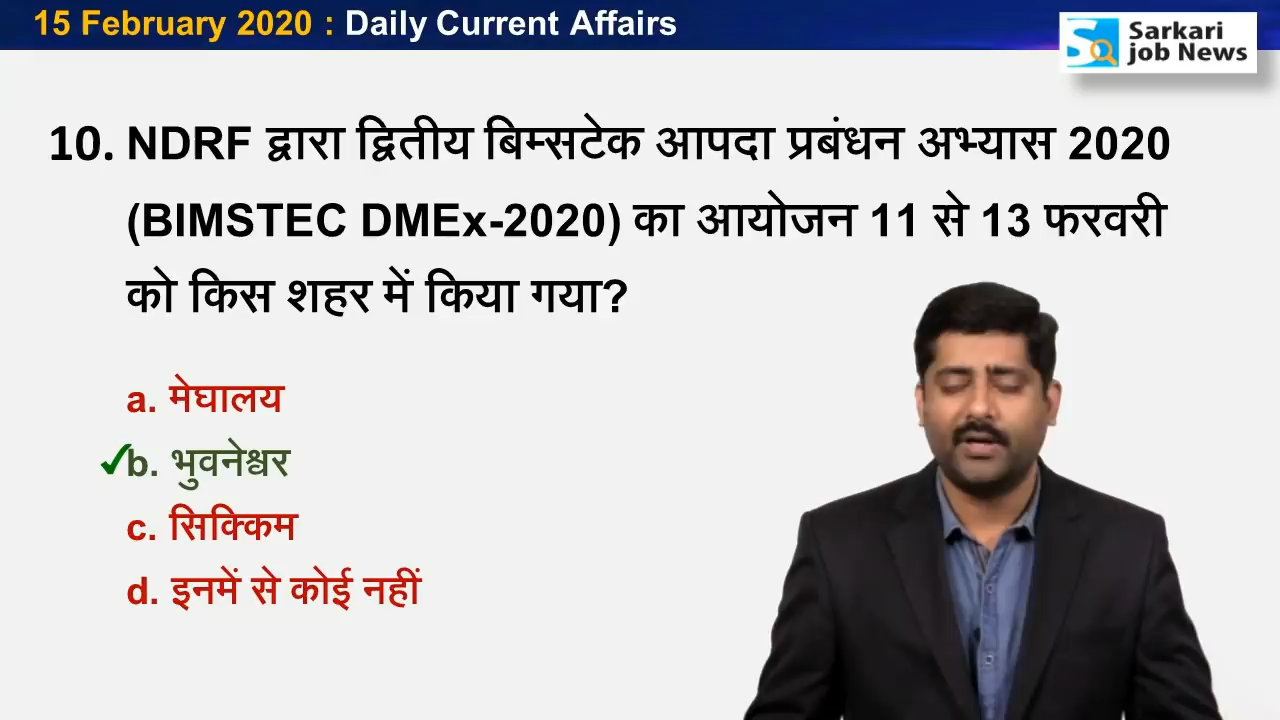 15 February 2020 : Daily Current Affairs
Sarkari
Job News
10. NDRF द्वारा द्वितीय बिम्सटेक आपदा प्रबंधन अभ्यास 2020
(BIMSTEC DMEx-2020) का आयोजन 11 से 13 फरवरी
को किस शहर में किया गया?
a. मेघालय
✓b. भुवनेश्वर
c. सिक्किम
d. इनमें से कोई नहीं